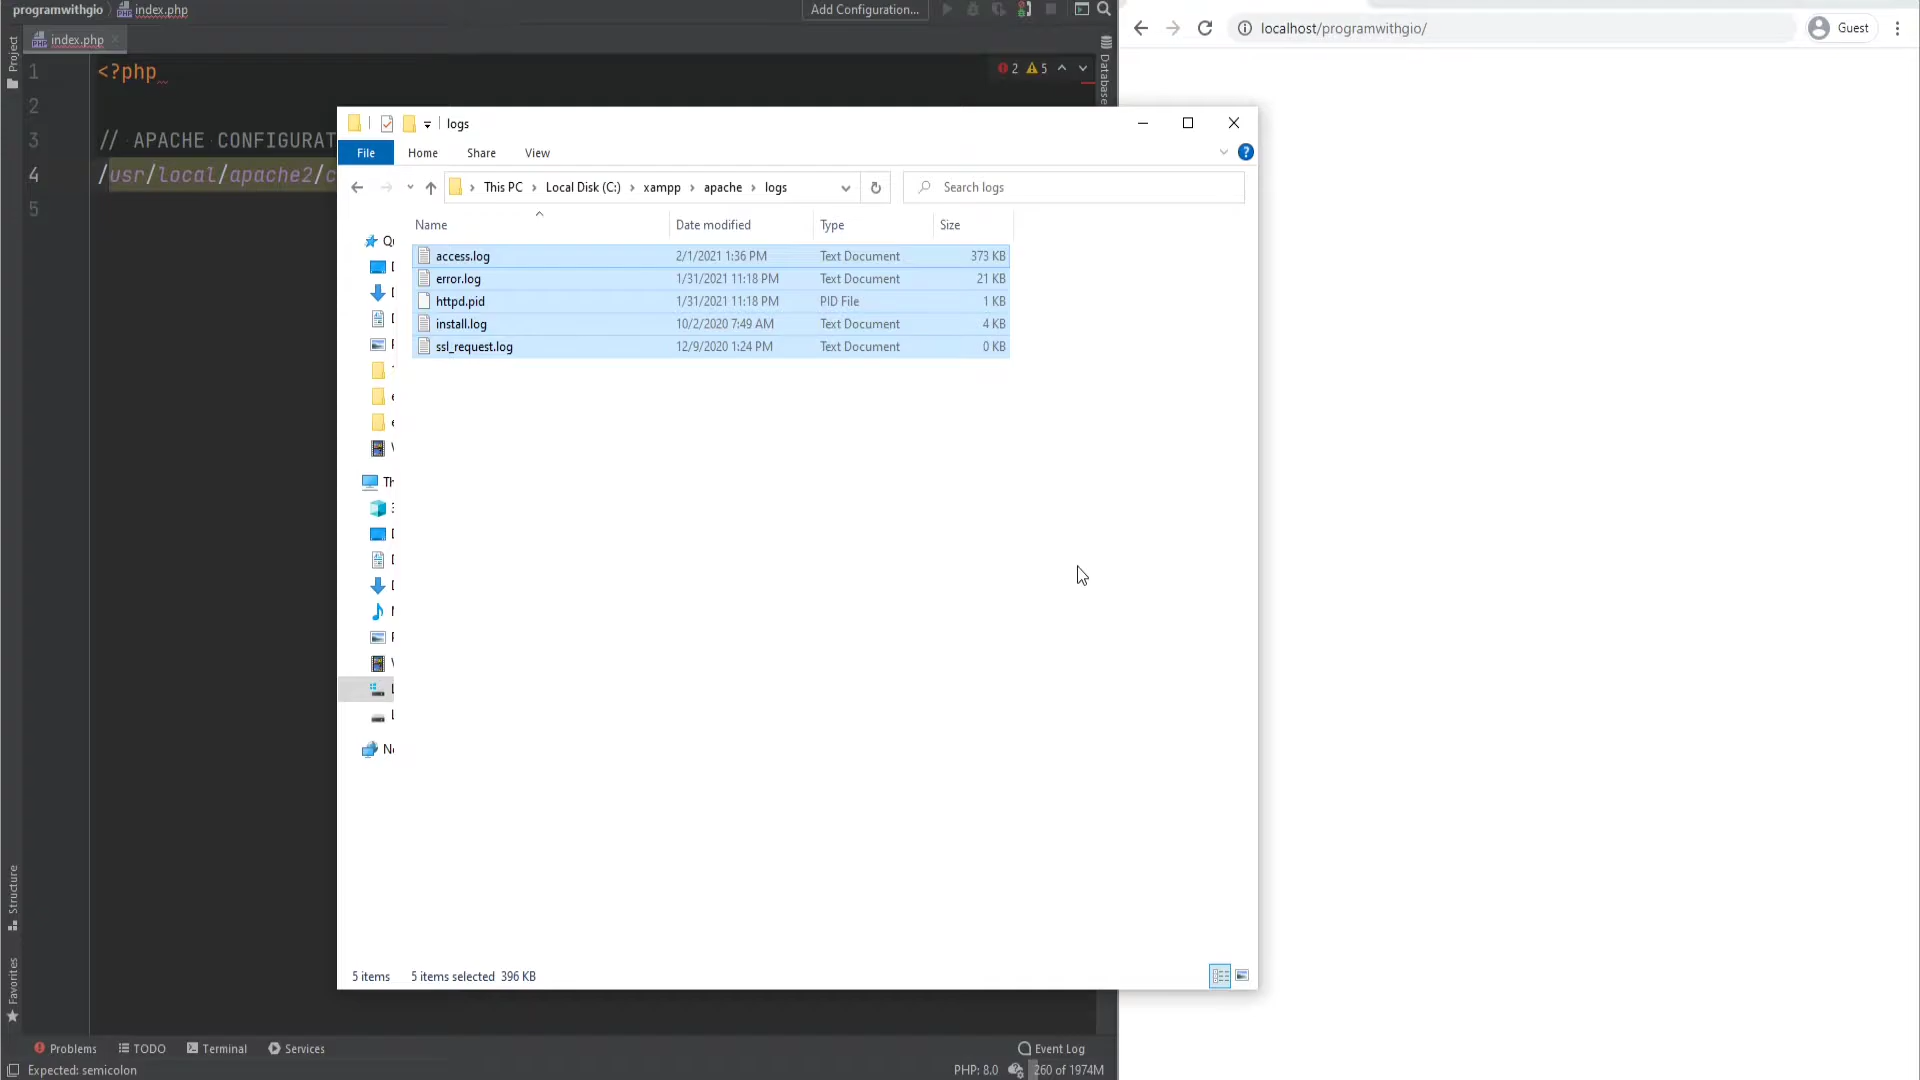 programwithgio index.php
Add Configuration...
index.php
Project
Database
1 <?php
2
3 // APACHE CONFIGURAT
4 /usr/local/apache2/c
5
2 5
localhost/programwithgio/
Guest
logs
File Home Share View
This PC Local Disk (C:) xampp apache logs
Search logs
Name Date modified Type Size
access.log 2/1/2021 1:36 PM Text Document 373 KB
error.log 1/31/2021 11:18 PM Text Document 21 KB
httpd.pid 1/31/2021 11:18 PM PID File 1 KB
install.log 10/2/2020 7:49 AM Text Document 4 KB
ssl_request.log 12/9/2020 1:24 PM Text Document 0 KB
5 items 5 items selected 396 KB
Structure
Favorites
Problems TODO Terminal Services Event Log
Expected: semicolon
PHP: 8.0 260 of 1974M